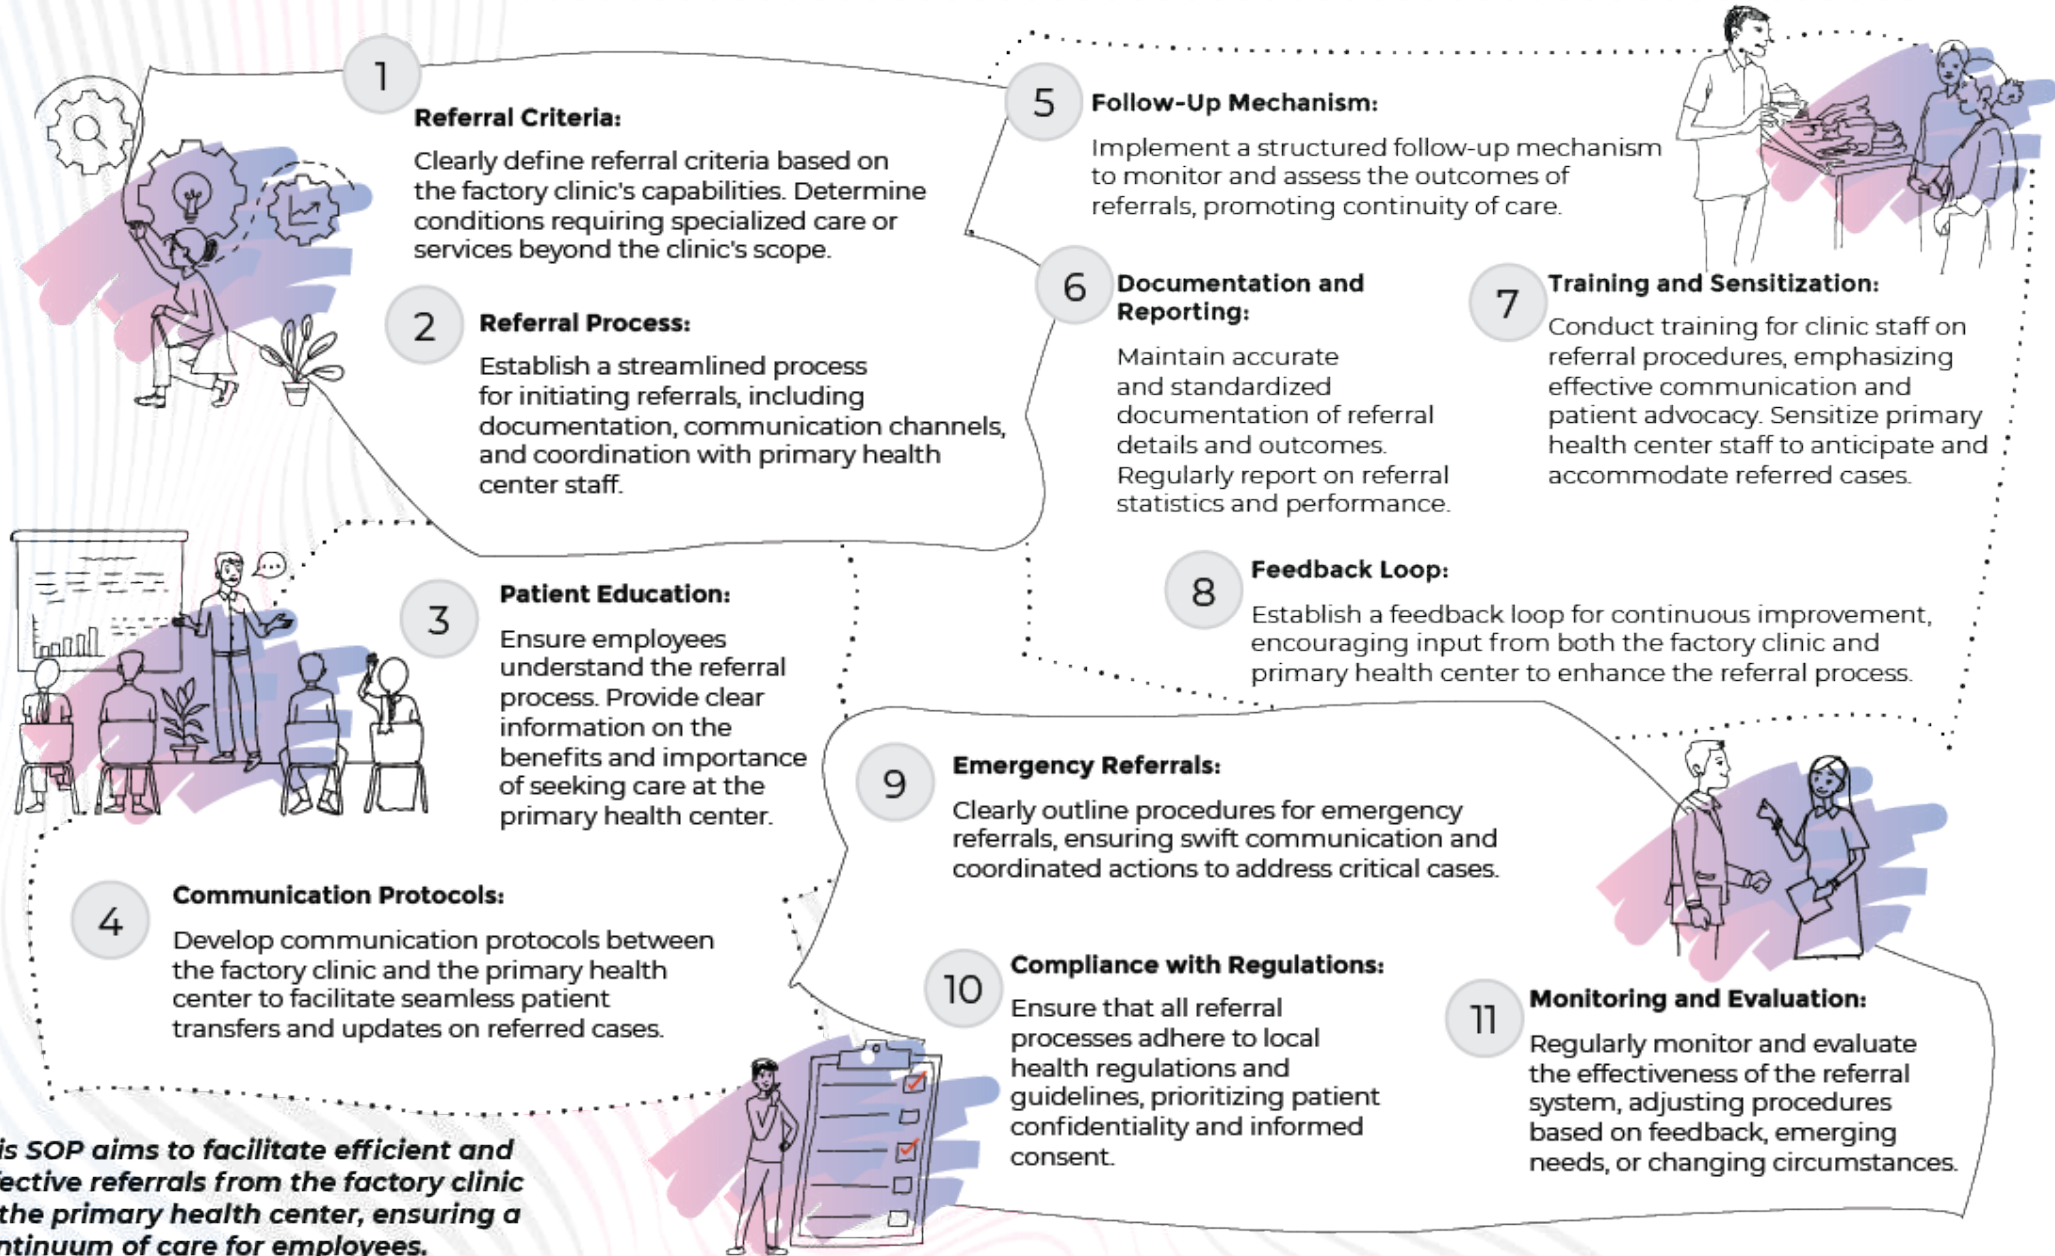 1
Referral Criteria:
Clearly define referral criteria based on
the factory clinic's capabilities. Determine
conditions requiring specialized care or
services beyond the clinic's scope.
2
Referral Process:
Establish a streamlined process
for initiating referrals, including
documentation, communication channels,
and coordination with primary health
center staff.
3
Patient Education:
Ensure employees
understand the referral
process. Provide clear
information on the
benefits and importance
of seeking care at the
primary health center.
4
Communication Protocols:
Develop communication protocols between
the factory clinic and the primary health
center to facilitate seamless patient
transfers and updates on referred cases.
5
Follow-Up Mechanism:
Implement a structured follow-up mechanism
to monitor and assess the outcomes of
referrals, promoting continuity of care.
6
Documentation and
Reporting:
Maintain accurate
and standardized
documentation of referral
details and outcomes.
Regularly report on referral
statistics and performance.
7
Training and Sensitization:
Conduct training for clinic staff on
referral procedures, emphasizing
effective communication and
patient advocacy. Sensitize primary
health center staff to anticipate and
accommodate referred cases.
8
Feedback Loop:
Establish a feedback loop for continuous improvement,
encouraging input from both the factory clinic and
primary health center to enhance the referral process.
9
Emergency Referrals:
Clearly outline procedures for emergency
referrals, ensuring swift communication and
coordinated actions to address critical cases.
10
Compliance with Regulations:
Ensure that all referral
processes adhere to local
health regulations and
guidelines, prioritizing patient
confidentiality and informed
consent.
11
Monitoring and Evaluation:
Regularly monitor and evaluate
the effectiveness of the referral
system, adjusting procedures
based on feedback, emerging
needs, or changing circumstances.
is SOP aims to facilitate efficient and
ective referrals from the factory clinic
the primary health center, ensuring a
ntinuum of care for employees.